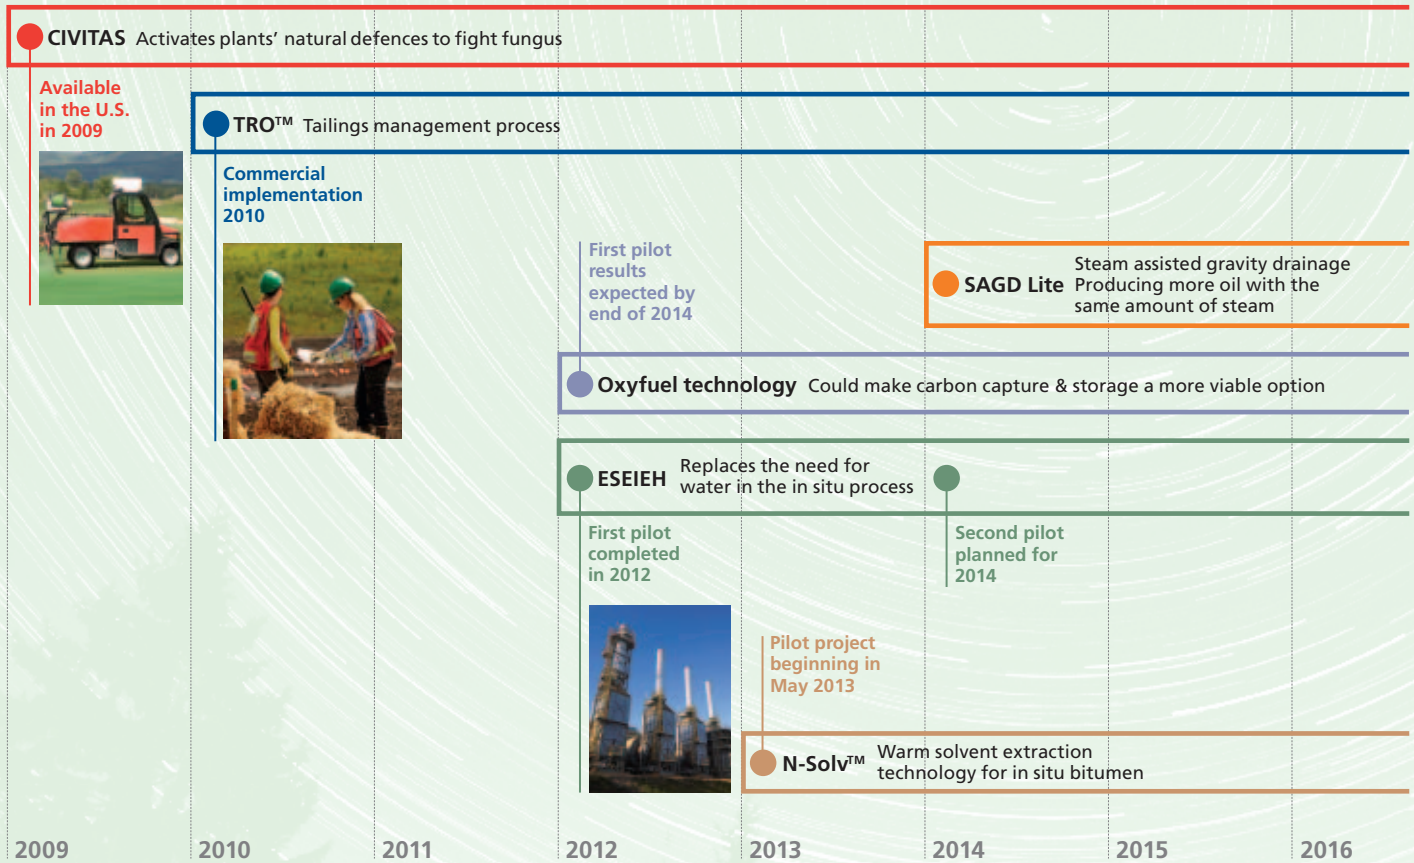 CIVITAS Activates plants’ natural defences to fight fungus
Available
in the U.S.
in 2009
TRO™ Tailings management process
Commercial
implementation
2010
First pilot
results
expected by
end of 2014
SAGD Lite
Steam assisted gravity drainage
Producing more oil with the
same amount of steam
Oxyfuel technology Could make carbon capture & storage a more viable option
ESEIEH
Replaces the need for
water in the in situ process
First pilot
completed
in 2012
Second pilot
planned for
2014
Pilot project
beginning in
May 2013
N-Solv™
Warm solvent extraction
technology for in situ bitumen
2009 2010 2011 2012 2013 2014 2015 2016